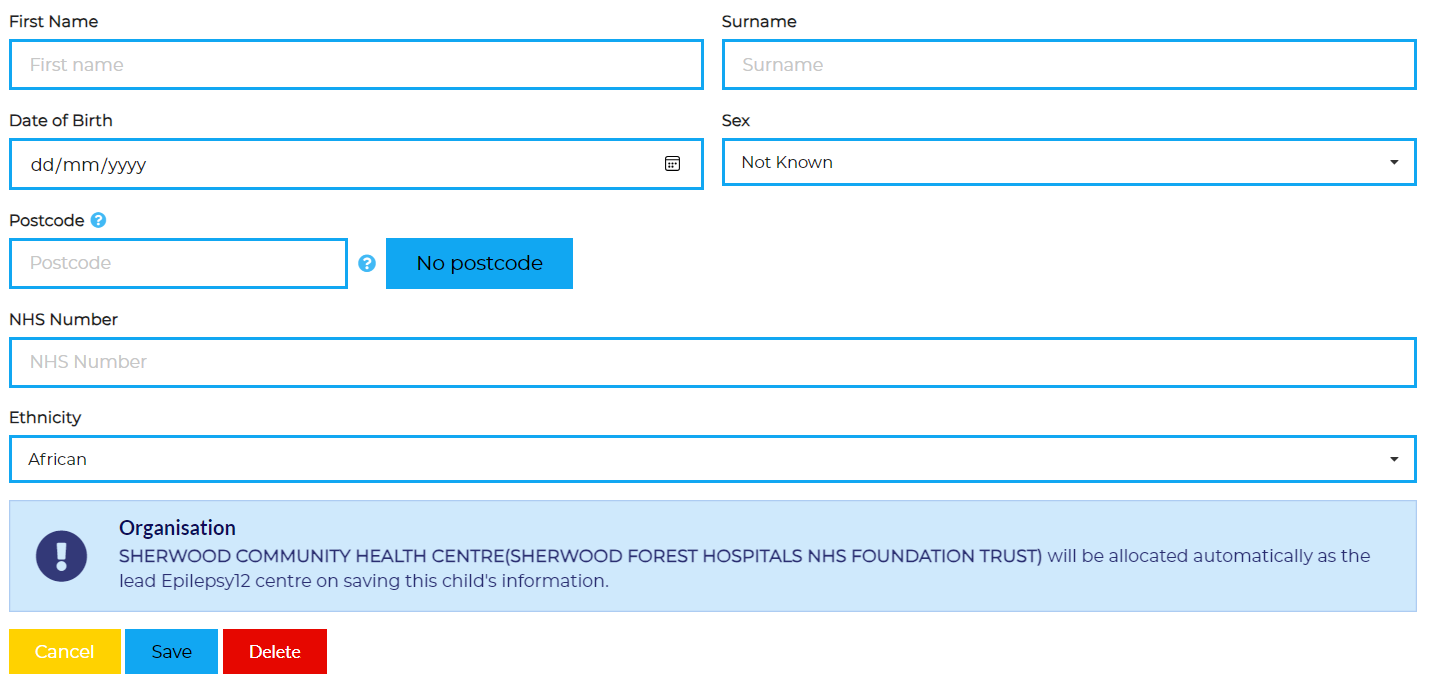 First Name
Surname
First name
Surname
Date of Birth
Sex
dd/mm/yyyy
Not Known
Postcode ?
Postcode
?
No postcode
NHS Number
NHS Number
Ethnicity
African
Organisation
SHERWOOD COMMUNITY HEALTH CENTRE(SHERWOOD FOREST HOSPITALS NHS FOUNDATION TRUST) will be allocated automatically as the
lead Epilepsy12 centre on saving this child's information.
Cancel
Save
Delete